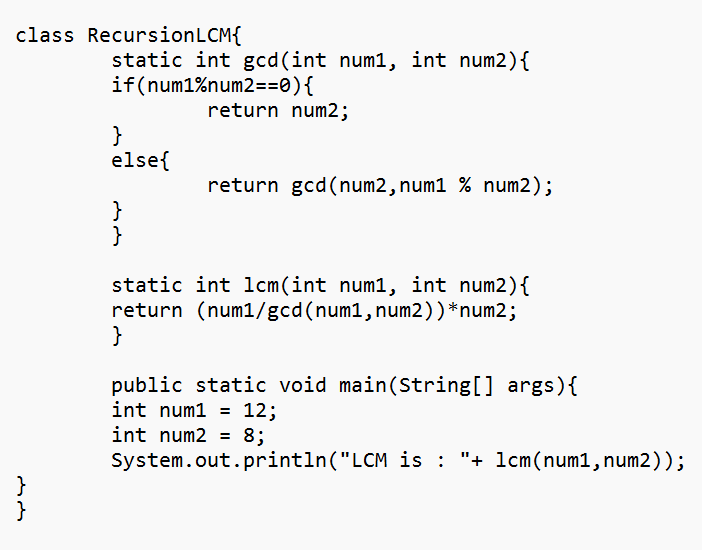 class RecursionLCM{
static int gcd(int num1, int num2){
if(num1%num2==0){
return num2;
}
else{
return gcd(num2,num1 % num2);
}
}
static int lcm(int num1, int num2){
return (num1/gcd(num1,num2))*num2;
}
public static void main(String[] args){
int num1 = 12;
int num2 = 8;
System.out.println("LCM is : "+ lcm(num1,num2));
}
}